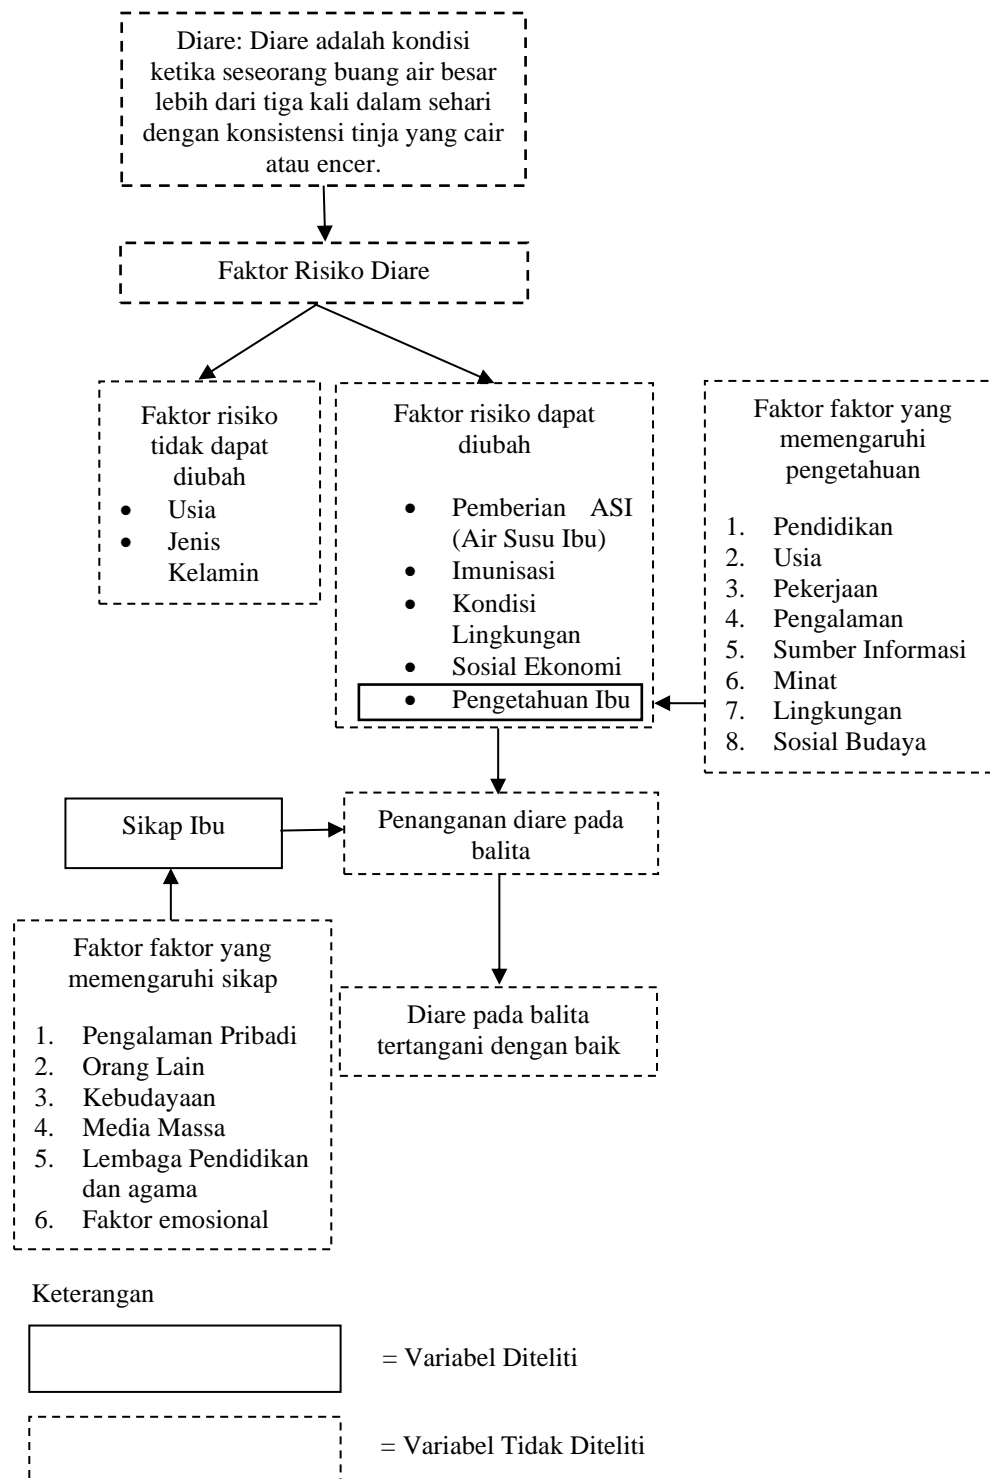 Diare: Diare adalah kondisi
ketika seseorang buang air besar
lebih dari tiga kali dalam sehari
dengan konsistensi tinja yang cair
atau encer.
Faktor Risiko Diare
Faktor risiko
tidak dapat
diubah
• Usia
• Jenis
Kelamin
Faktor risiko dapat
diubah
• Pemberian ASI
(Air Susu Ibu)
• Imunisasi
• Kondisi
Lingkungan
• Sosial Ekonomi
• Pengetahuan Ibu
Faktor faktor yang
memengaruhi
pengetahuan
1. Pendidikan
2. Usia
3. Pekerjaan
4. Pengalaman
5. Sumber Informasi
6. Minat
7. Lingkungan
8. Sosial Budaya
Sikap Ibu
Penanganan diare pada
balita
Faktor faktor yang
memengaruhi sikap
1. Pengalaman Pribadi
2. Orang Lain
3. Kebudayaan
4. Media Massa
5. Lembaga Pendidikan
dan agama
6. Faktor emosional
Diare pada balita
tertangani dengan baik
Keterangan
= Variabel Diteliti
= Variabel Tidak Diteliti